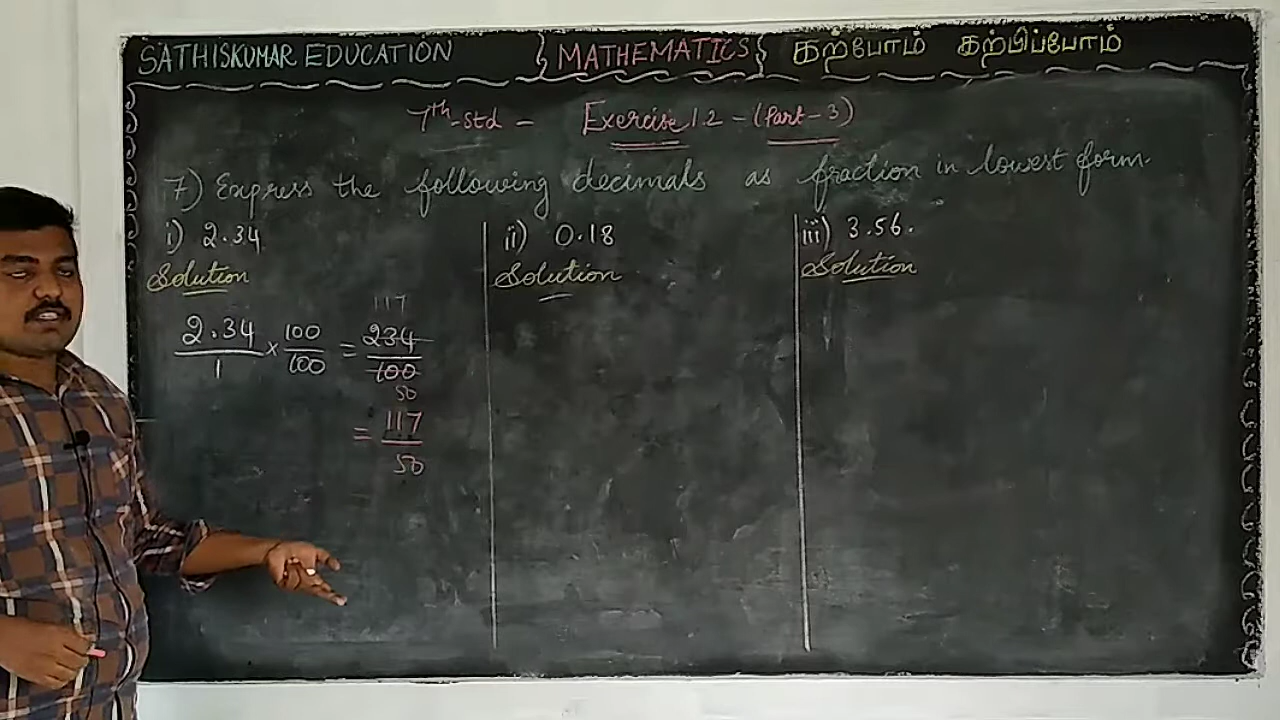 SATHISKUMAR EDUCATION { MATHEMATICS } கற்போம் கற்பிப்போம்
7th-std - Exercise 1.2 - (Part - 3)
7) Express the following decimals as fraction in lowest form.
i) 2.34
Solution
117
2.34/1 × 100/100 = 234/100
50
= 117/50
ii) 0.18
Solution
iii) 3.56.
Solution